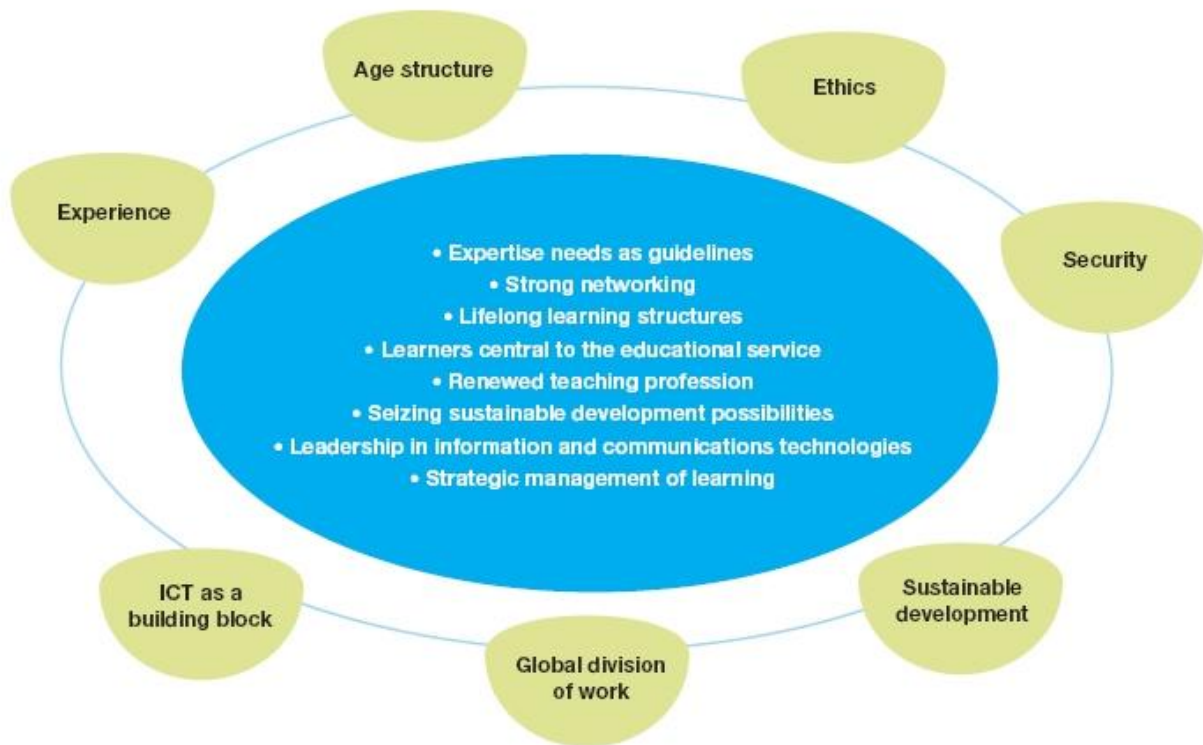 Age structure
Ethics
Experience
Security
• Expertise needs as guidelines
• Strong networking
• Lifelong learning structures
• Learners central to the educational service
• Renewed teaching profession
• Seizing sustainable development possibilities
• Leadership in information and communications technologies
• Strategic management of learning
ICT as a
building block
Sustainable
development
Global division
of work